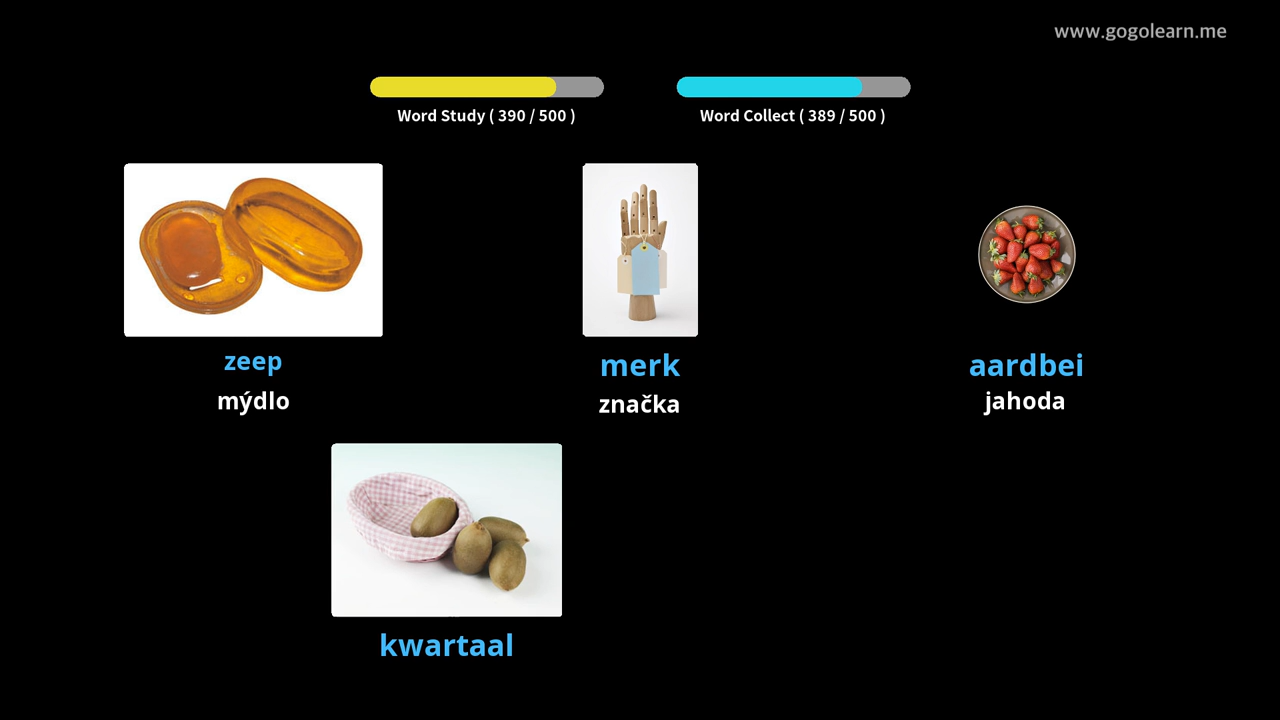 www.gogolearn.me
Word Study ( 390 / 500 )
Word Collect ( 389 / 500 )
zeep
mýdlo
merk
značka
aardbei
jahoda
kwartaal